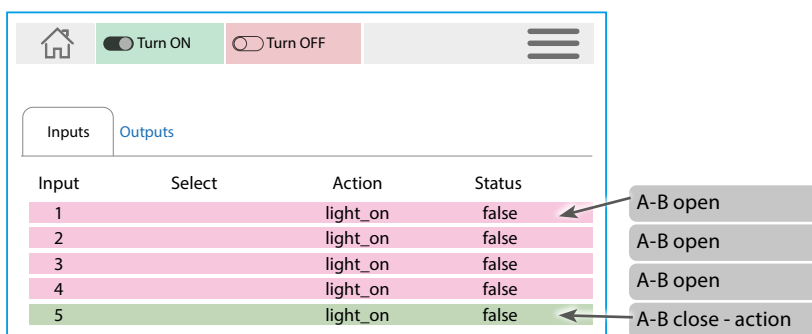 Turn ON Turn OFF
Inputs Outputs
Input Select Action Status
1 light_on false
2 light_on false
3 light_on false
4 light_on false
5 light_on false
A-B open
A-B open
A-B open
A-B close - action